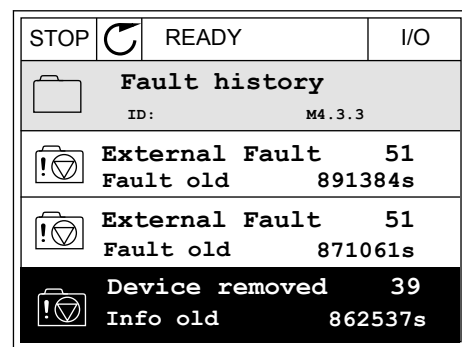 STOP READY I/O
Fault history
ID: M4.3.3
External Fault 51
Fault old 891384s
External Fault 51
Fault old 871061s
Device removed 39
Info old 862537s